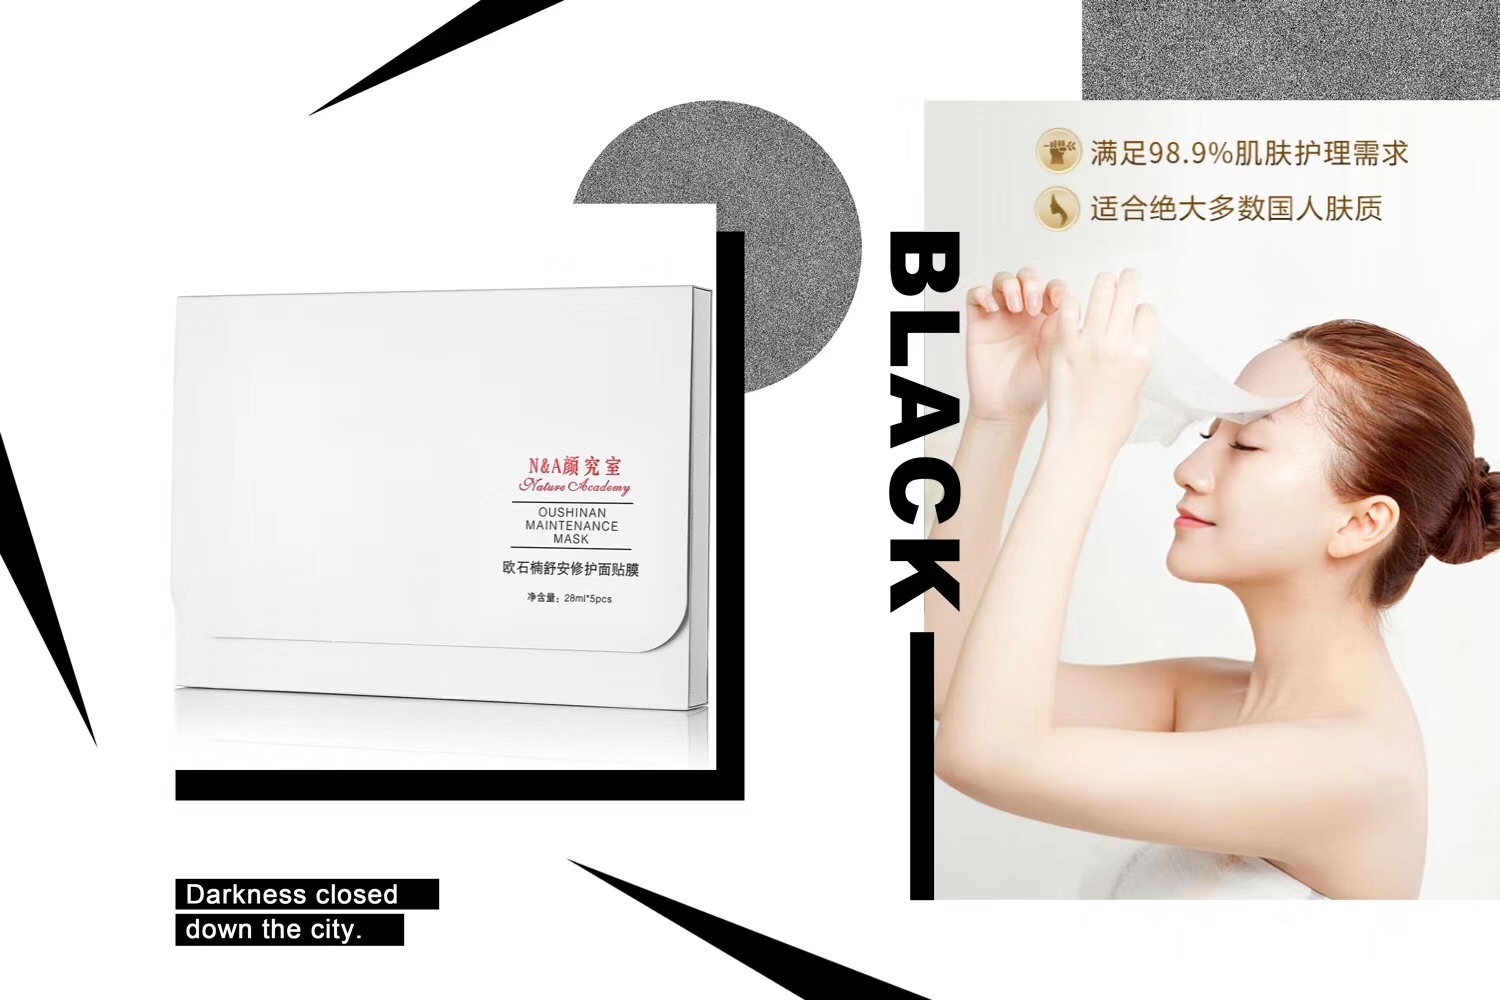 满足98.9%肌肤护理需求
适合绝大多数国人肤质
BLACK
N&A颜究室
Nature Academy
OUSHINAN
MAINTENANCE
MASK
欧石楠舒安修护面贴膜
净含量：28ml*5pcs
Darkness closed
down the city.